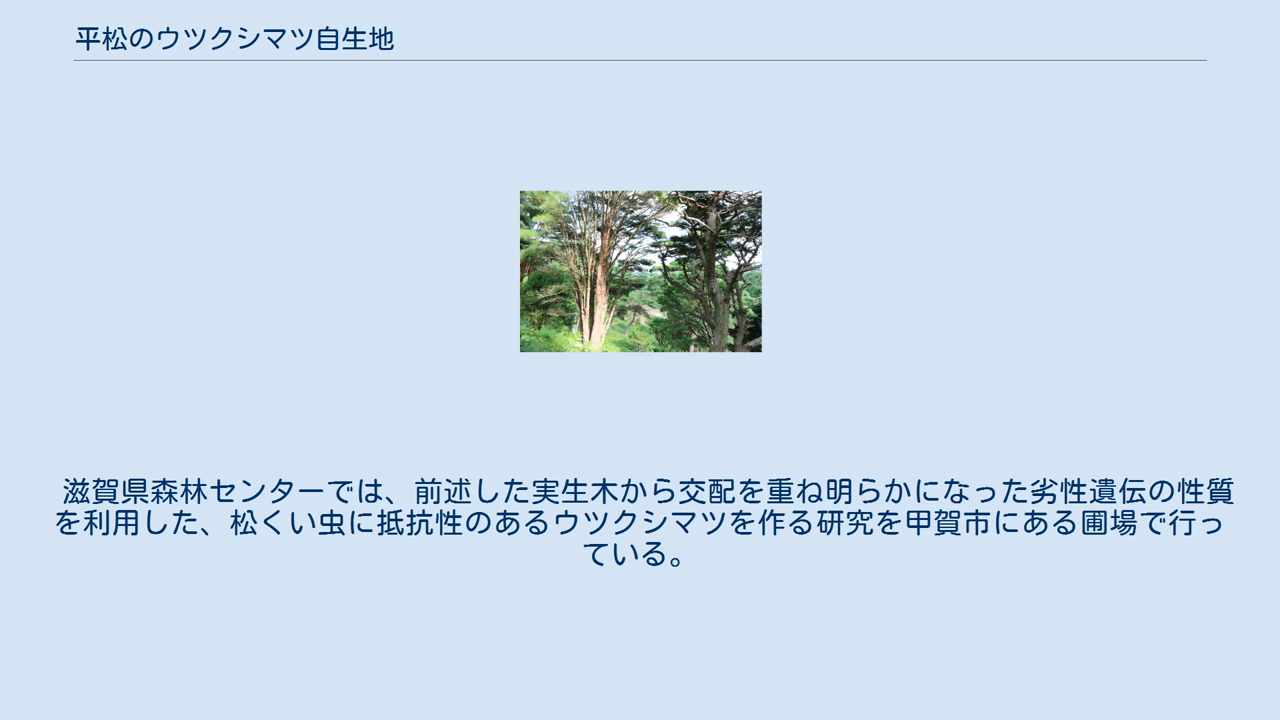 平松のウツクシマツ自生地
滋賀県森林センターでは、前述した実生木から交配を重ね明らかになった劣性遺伝の性質
を利用した、松くい虫に抵抗性のあるウツクシマツを作る研究を甲賀市にある圃場で行っ
ている。